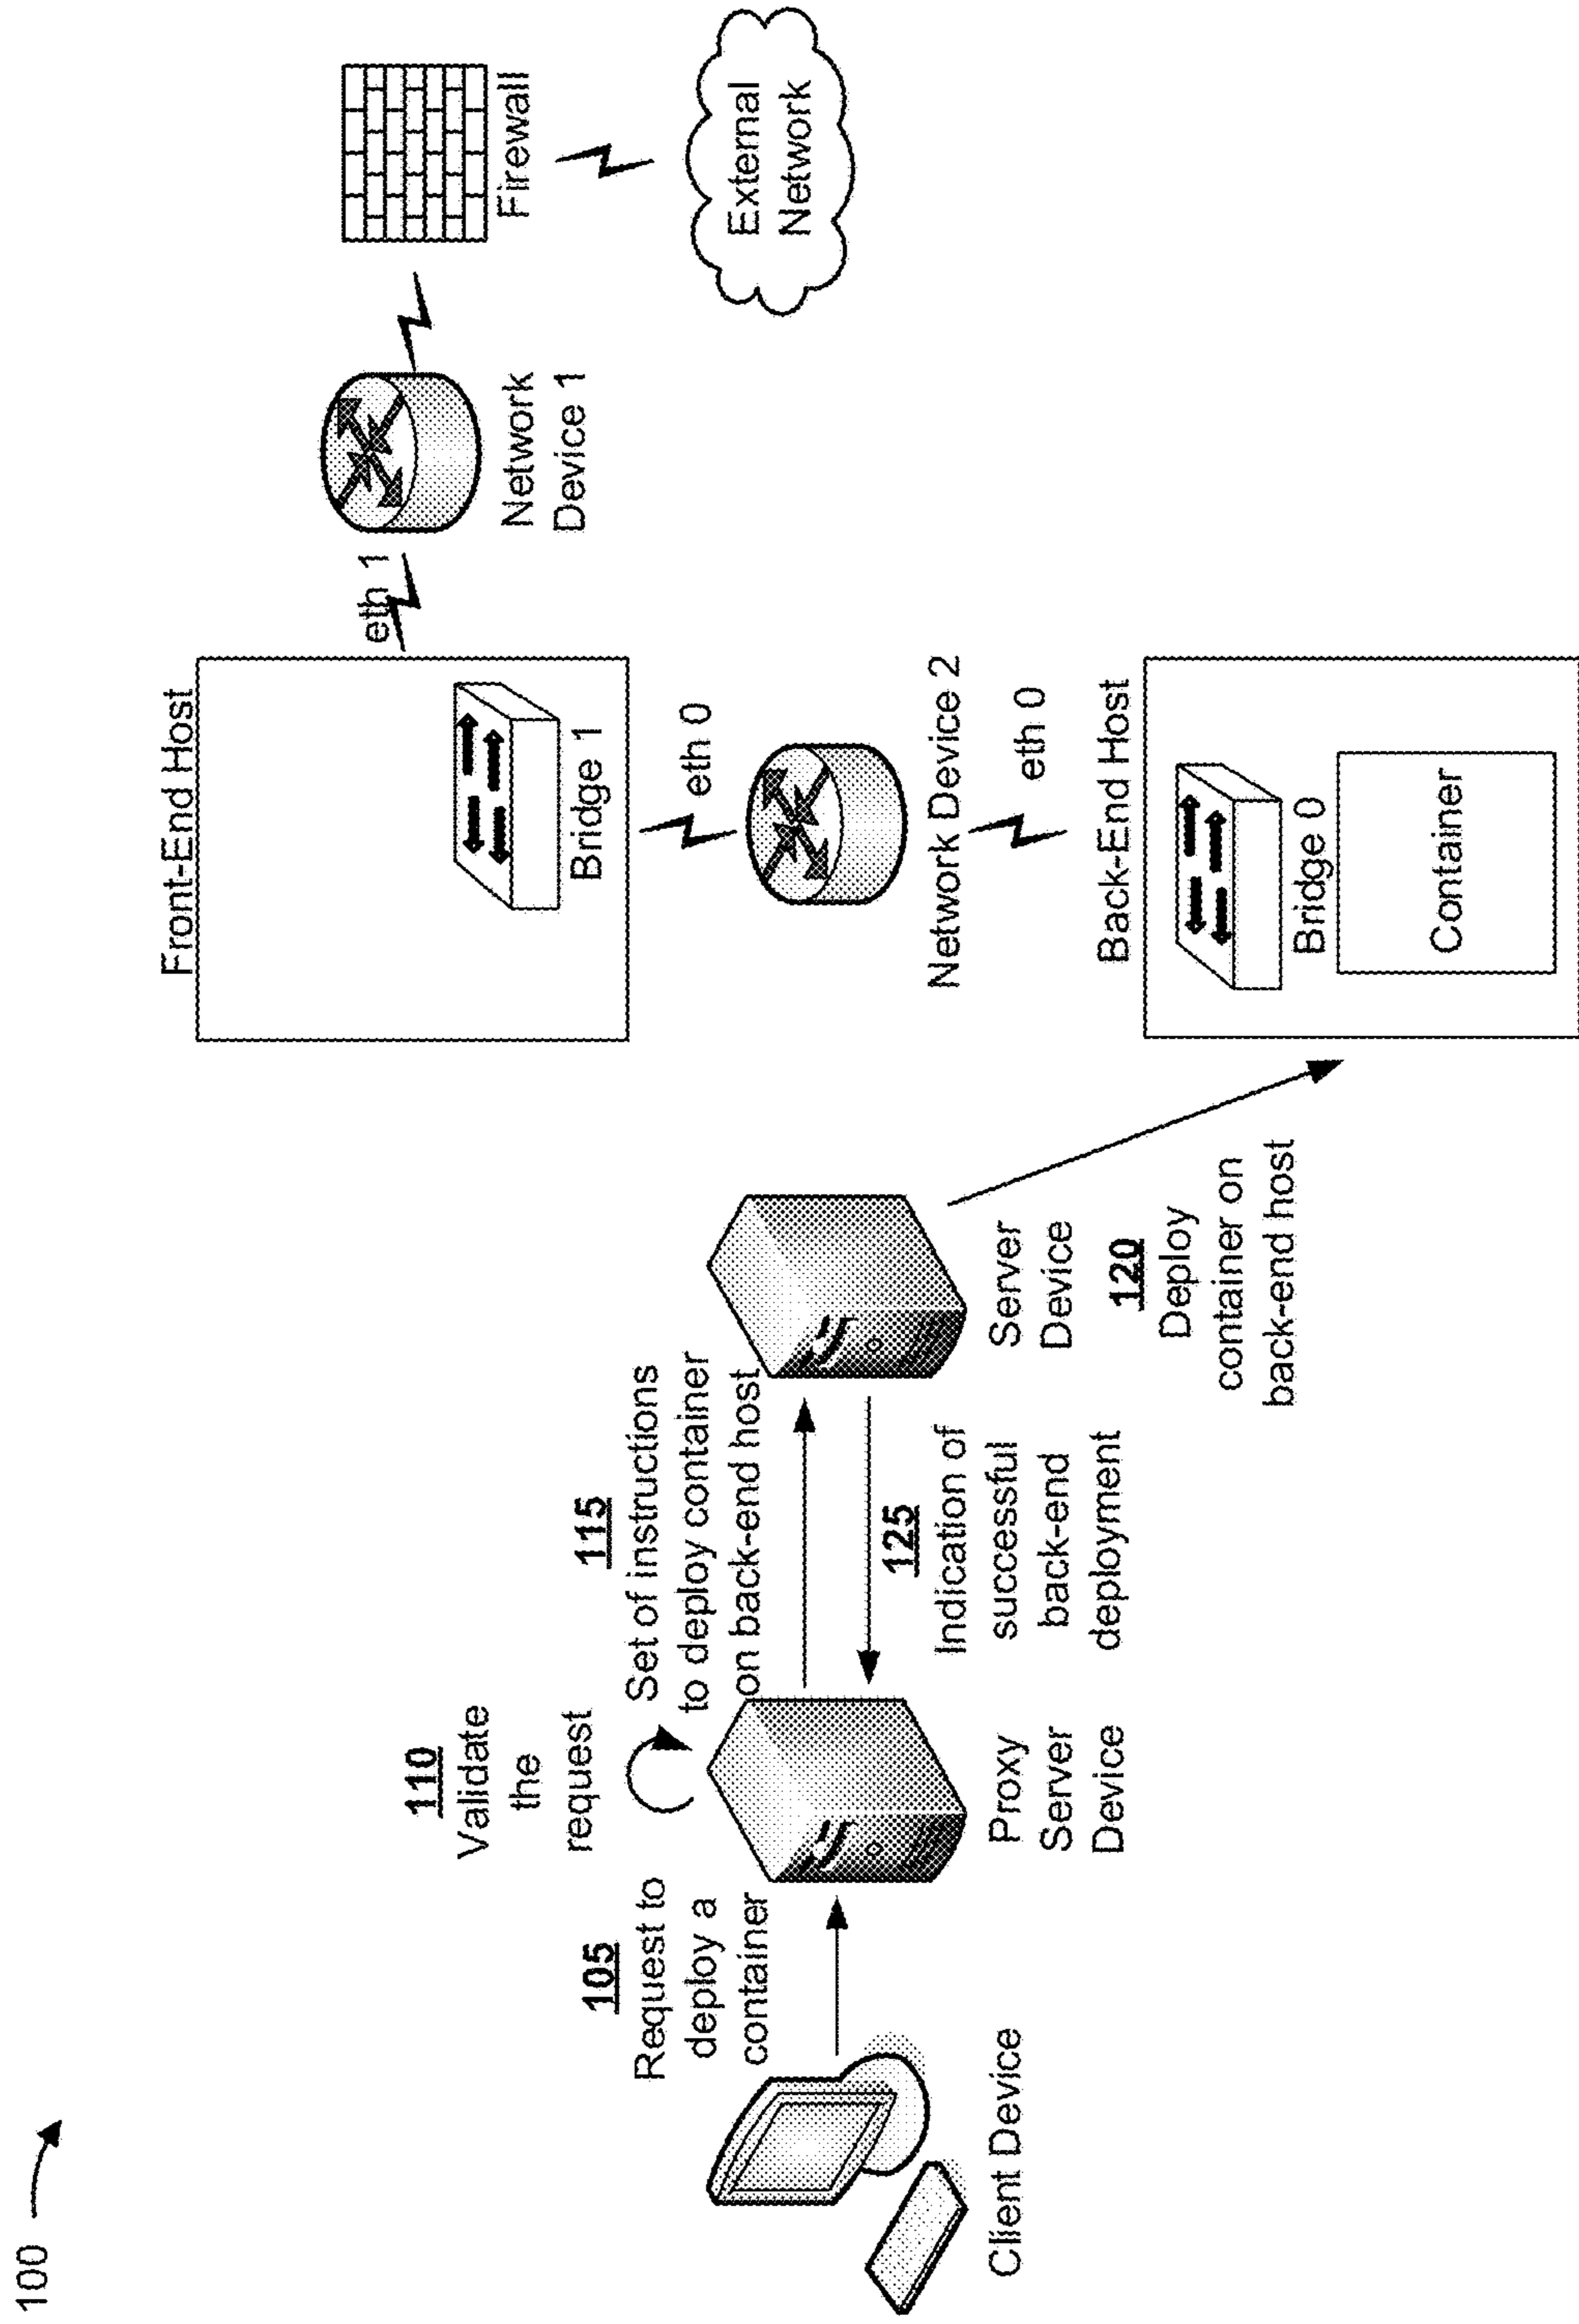 100
Client Device
105
Request to
deploy a
container
110
Validate
the
request
Proxy
Server
Device
115
Set of instructions
to deploy container
on back-end host
125
Indication of
successful
back-end
deployment
Server
Device
120
Deploy
container on
back-end host
Front-End Host
Bridge 1
eth 1
Network
Device 1
Firewall
External
Network
eth 0
Network Device 2
eth 0
Back-End Host
Bridge 0
Container